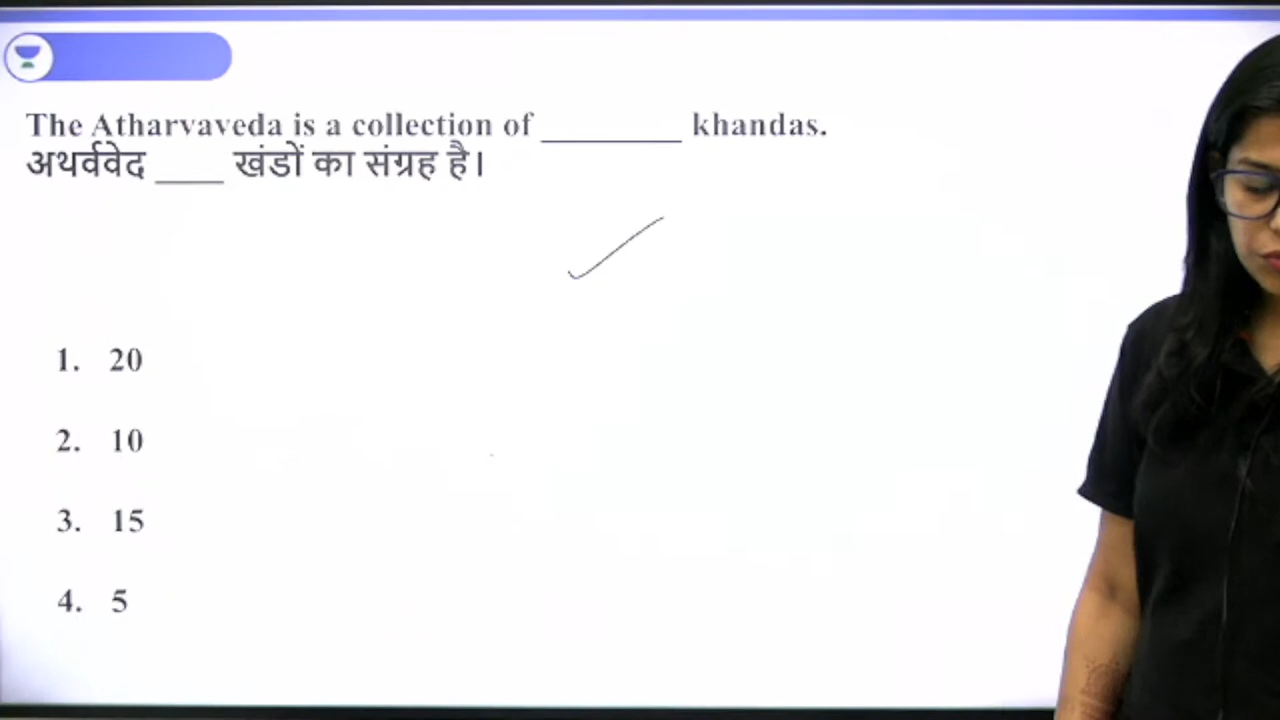 The Atharvaveda is a collection of ________ khandas.
अथर्ववेद ____ खंडों का संग्रह है।
1. 20
2. 10
3. 15
4. 5